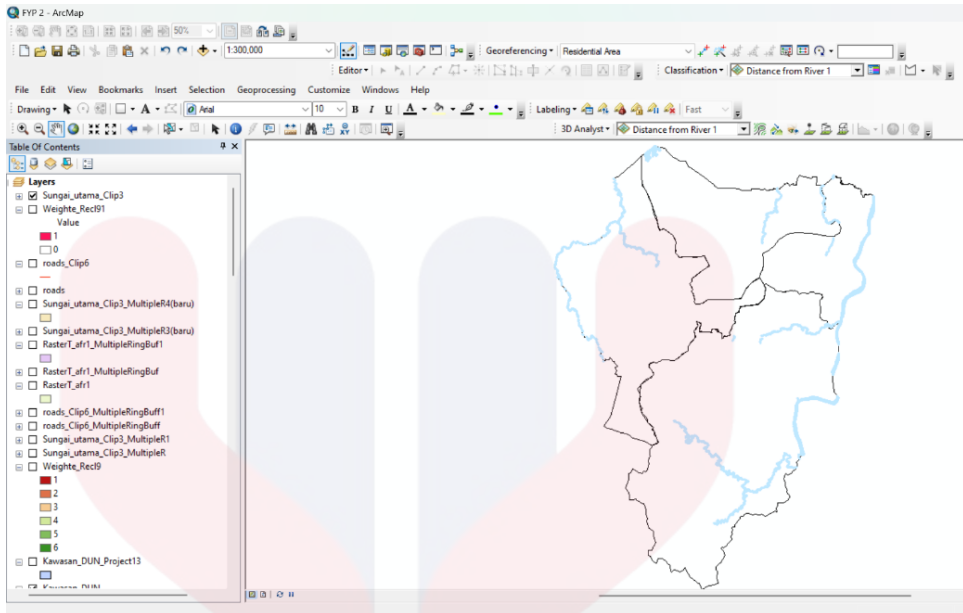 FYP 2 - ArcMap
50%
1:300,000
Georeferencing
Residential Area
Editor
Classification
Distance from River 1
File Edit View Bookmarks Insert Selection Geoprocessing Customize Windows Help
Drawing A Arial 10 B I U A Labeling Fast
3D Analyst Distance from River 1
Table Of Contents
Layers
Sungai_utama_Clip3
Weighte_Recl91
Value
1
0
roads_Clip6
roads
Sungai_utama_Clip3_MultipleR4(baru)
Sungai_utama_Clip3_MultipleR3(baru)
RasterT_afr1_MultipleRingBuf1
RasterT_afr1_MultipleRingBuf
RasterT_afr1
roads_Clip6_MultipleRingBuff1
roads_Clip6_MultipleRingBuff
Sungai_utama_Clip3_MultipleR1
Sungai_utama_Clip3_MultipleR
Weighte_Recl9
1
2
3
4
5
6
Kawasan_DUN_Project13